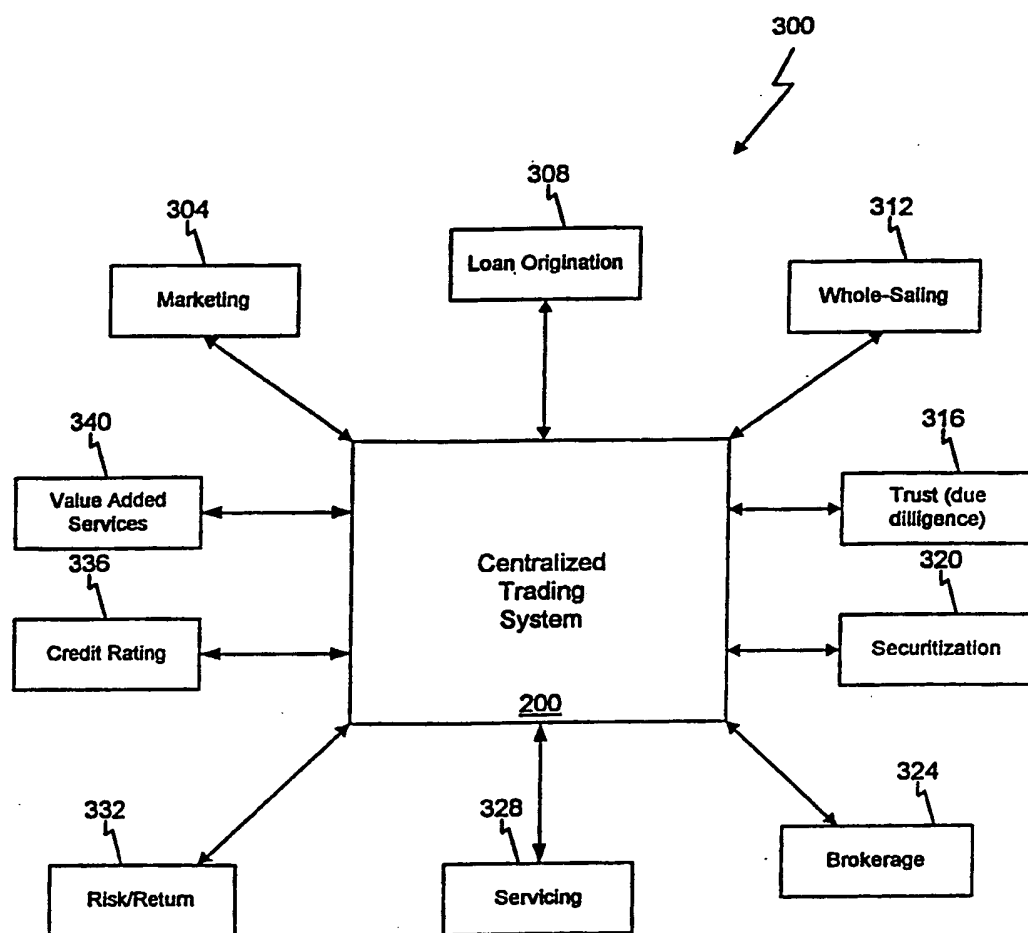 300
308
304
312
Loan Origination
Marketing
Whole-Saling
340
316
Value Added
Services
Trust (due
dilligence)
Centralized
Trading
System
336
320
Credit Rating
Securitization
200
332
328
324
Risk/Return
Servicing
Brokerage